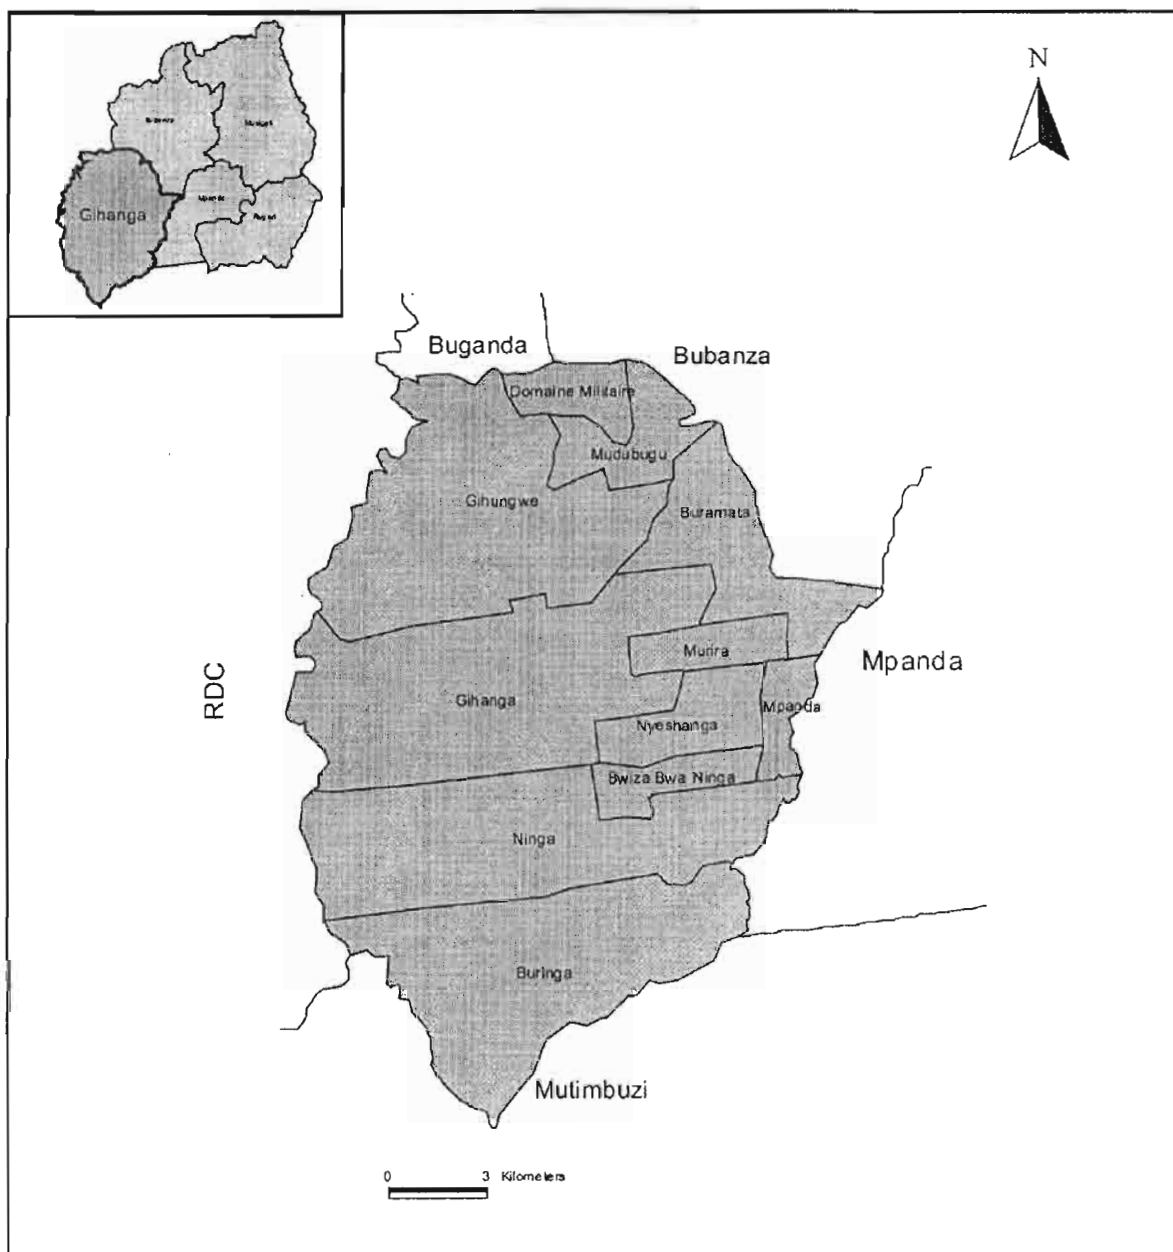 N
Gihanga
Mpanda
Buganda
Bubanza
Domaine Militaire
Mudubugu
Gihungwe
Buramata
Murira
Mpanda
RDC
Gihanga
Mpanda
Nyeshanga
Bwiza Bwa Ninga
Ninga
Buringa
Mutimbuzi
0 3 Kilometers